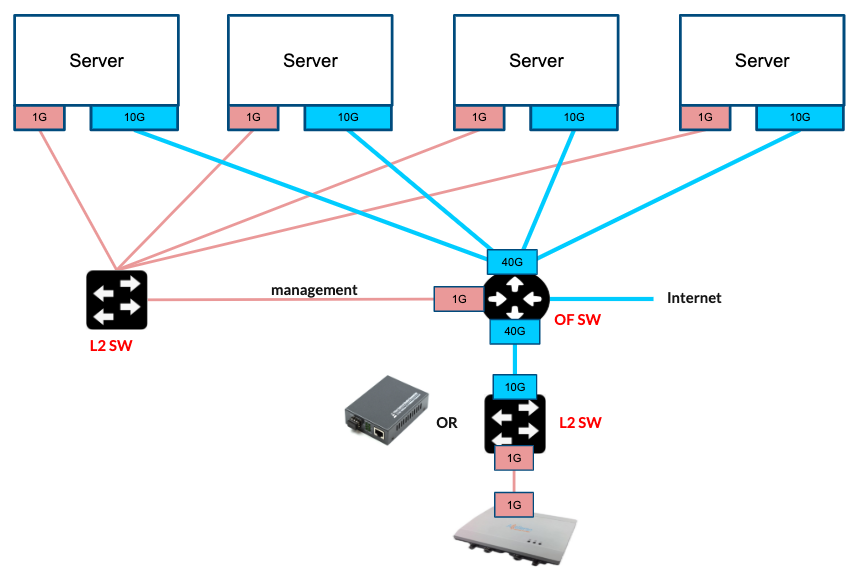 Server
Server
Server
Server
1G
10G
1G
10G
1G
10G
1G
10G
40G
management
1G
Internet
OF SW
40G
L2 SW
10G
OR
L2 SW
1G
1G